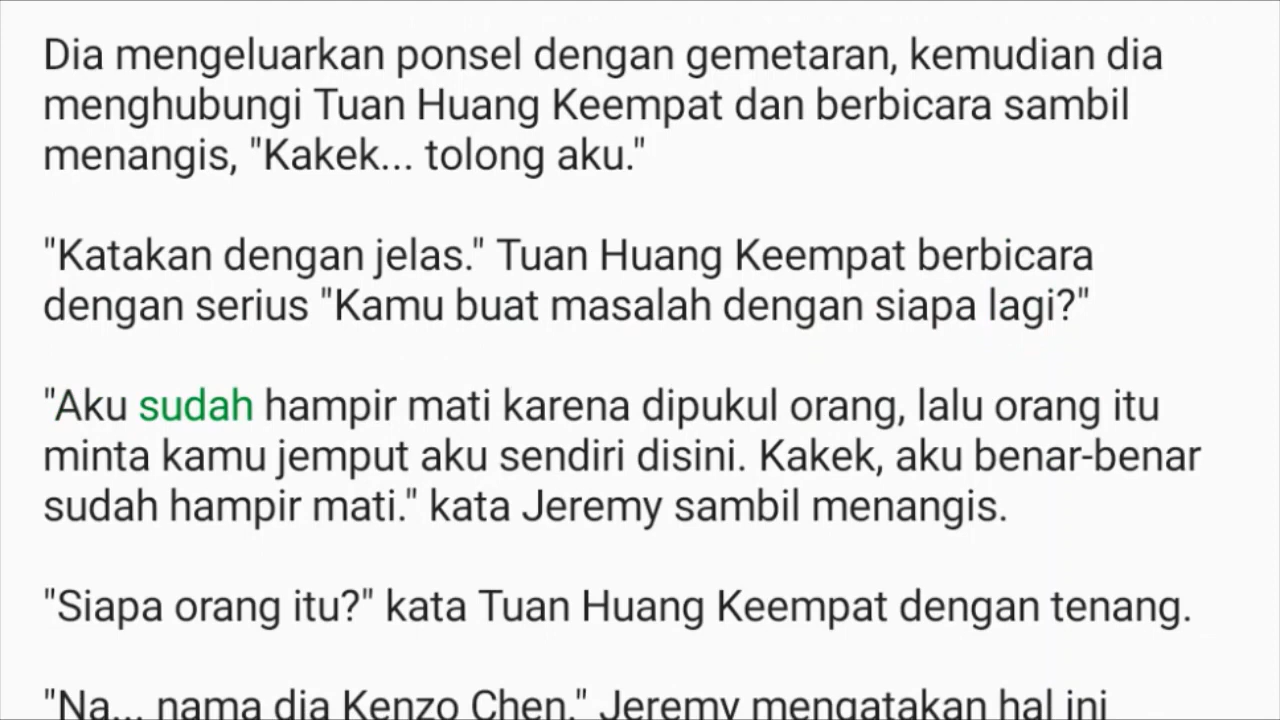 Dia mengeluarkan ponsel dengan gemetaran, kemudian dia
menghubungi Tuan Huang Keempat dan berbicara sambil
menangis, "Kakek... tolong aku."
"Katakan dengan jelas." Tuan Huang Keempat berbicara
dengan serius "Kamu buat masalah dengan siapa lagi?"
"Aku sudah hampir mati karena dipukul orang, lalu orang itu
minta kamu jemput aku sendiri disini. Kakek, aku benar-benar
sudah hampir mati." kata Jeremy sambil menangis.
"Siapa orang itu?" kata Tuan Huang Keempat dengan tenang.
"Na... nama dia Kenzo Chen." Jeremy mengatakan hal ini